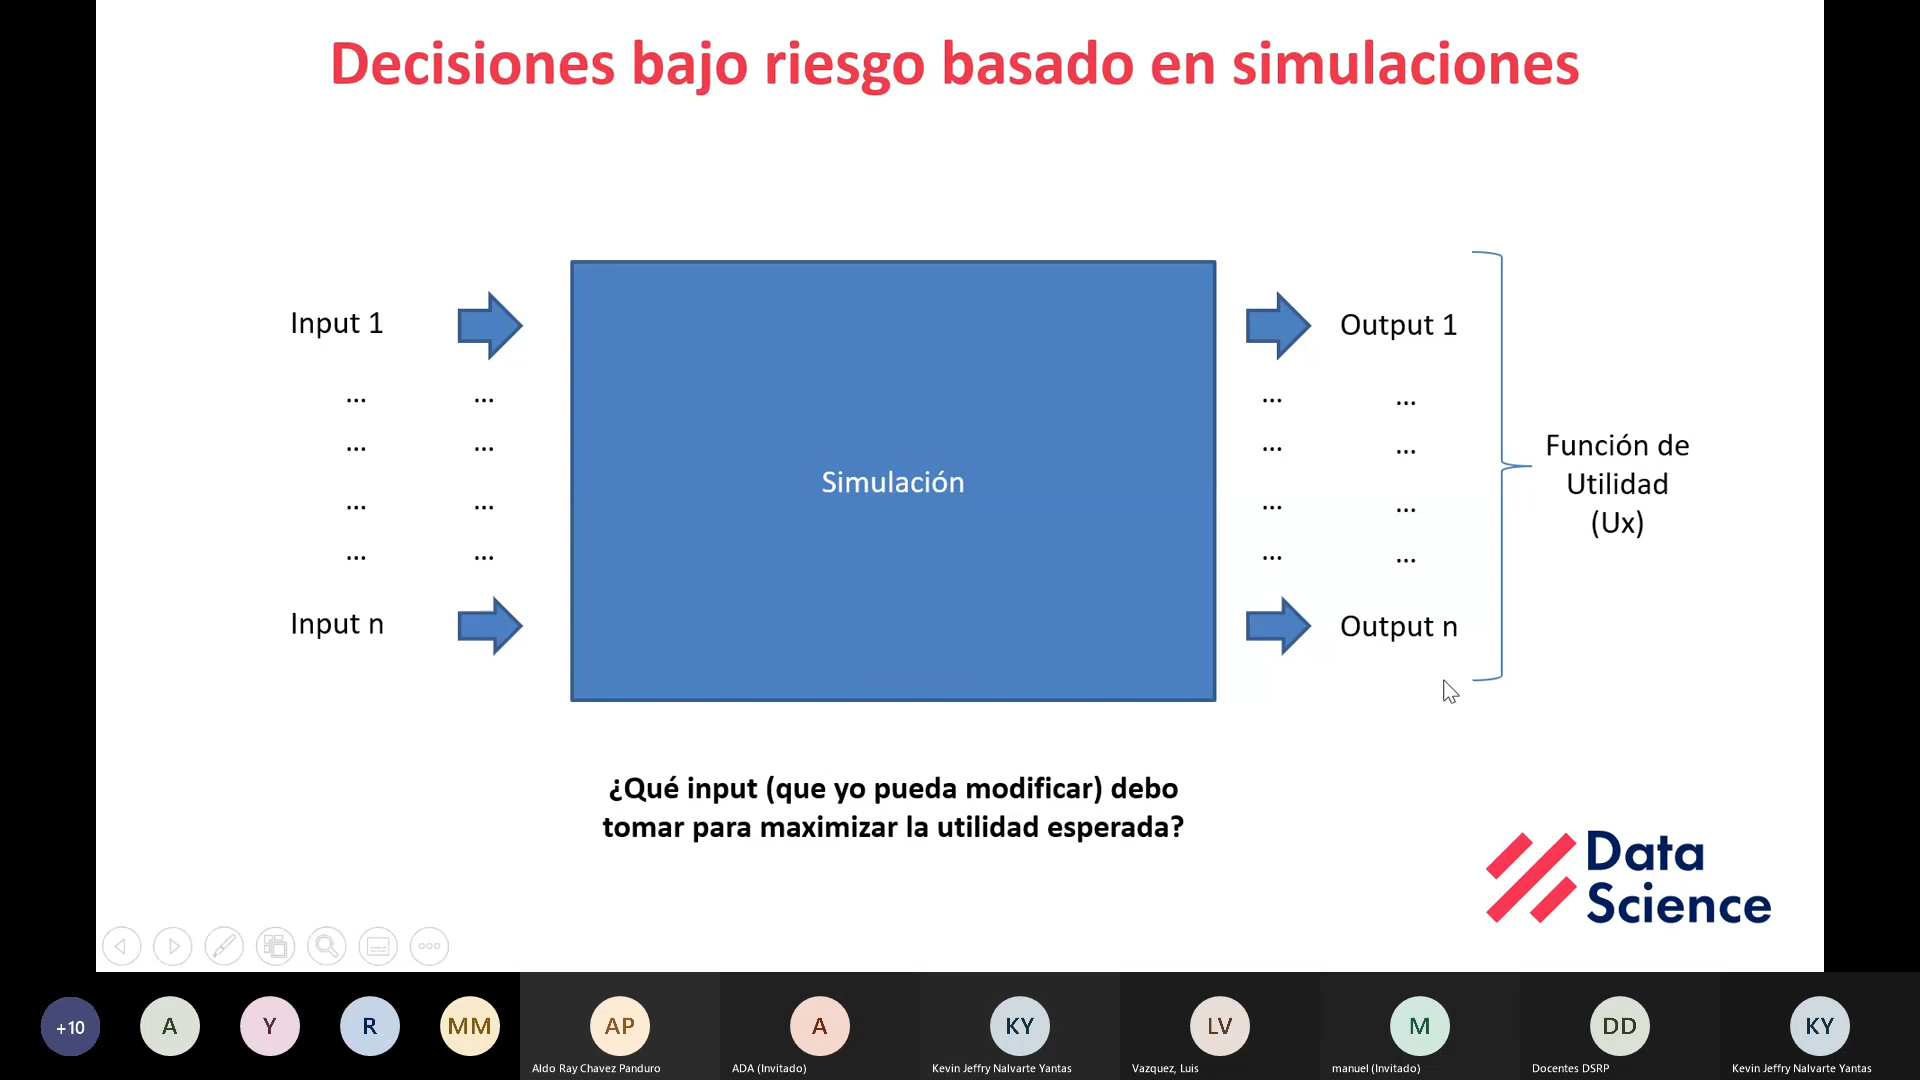 Decisiones bajo riesgo basado en simulaciones
Input 1
Output 1
... ... ... ...
... ... ... ...
Simulación
Función de
Utilidad
(Ux)
... ... ... ...
... ... ... ...
Input n
Output n
¿Qué input (que yo pueda modificar) debo
tomar para maximizar la utilidad esperada?
Data
Science
+10
A
Y
R
MM
AP
A
KY
LV
M
DD
KY
Aldo Ray Chavez Panduro
ADA (Invitado)
Kevin Jeffry Nalvarte Yantas
Vazquez, Luis
manuel (Invitado)
Docentes DSRP
Kevin Jeffry Nalvarte Yantas